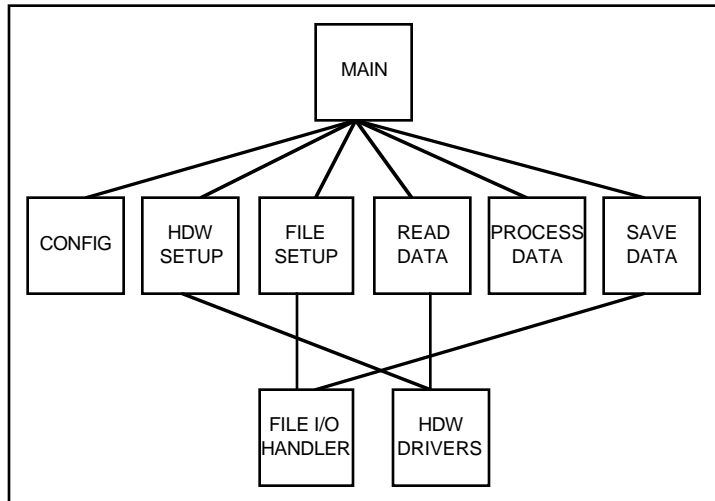 MAIN
CONFIG
HDW
SETUP
FILE
SETUP
READ
DATA
PROCESS
DATA
SAVE
DATA
FILE I/O
HANDLER
HDW
DRIVERS